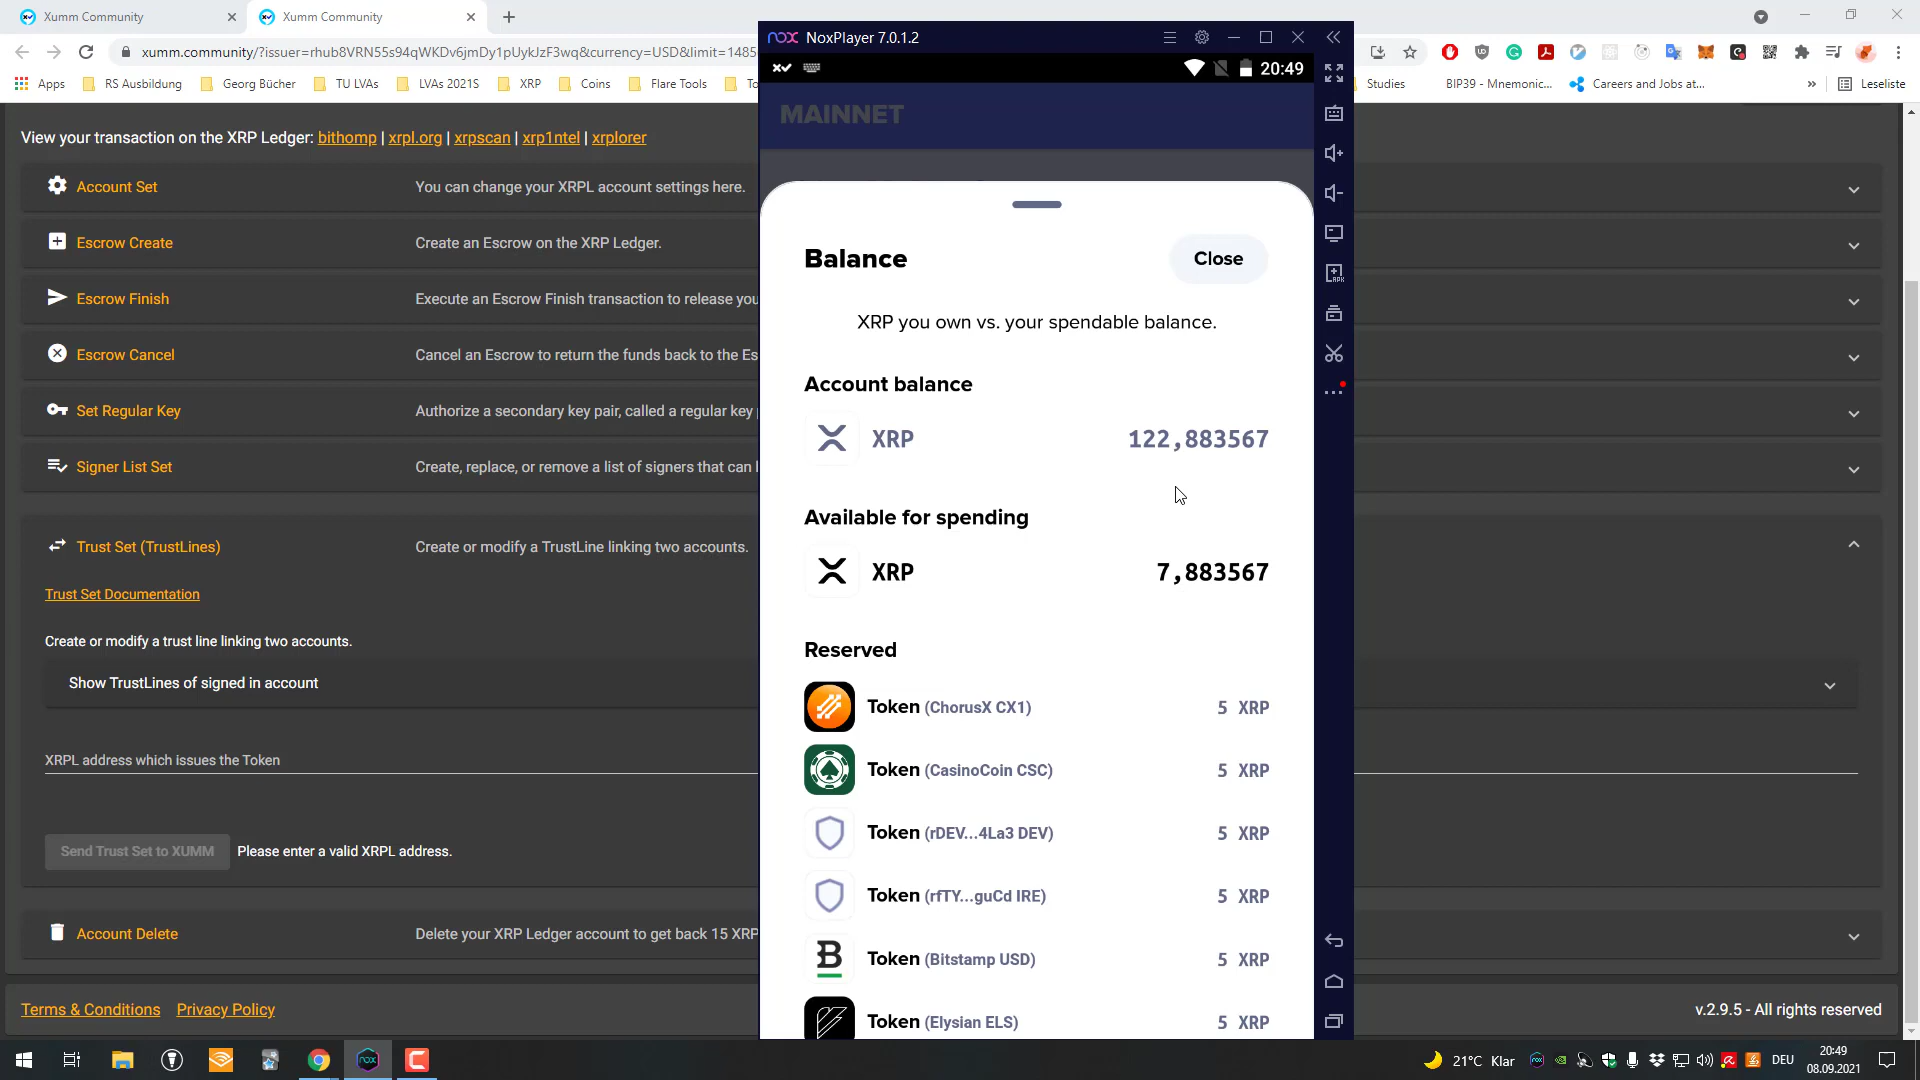 Xumm Community
Xumm Community
xumm.community/?issuer=rhub8VRN55s94qWKDv6jmDy1pUykJzF3wq&currency=USD&limit=1485
Apps
RS Ausbildung
Georg Bücher
TU LVAs
LVAs 2021S
XRP
Coins
Flare Tools
Studies
BIP39 - Mnemonic...
Careers and Jobs at...
»
Leseliste
View your transaction on the XRP Ledger: bithomp | xrpl.org | xrpscan | xrp1ntel | xrplorer
Account Set
You can change your XRPL account settings here.
Escrow Create
Create an Escrow on the XRP Ledger.
Escrow Finish
Execute an Escrow Finish transaction to release you
Escrow Cancel
Cancel an Escrow to return the funds back to the Es
Set Regular Key
Authorize a secondary key pair, called a regular key
Signer List Set
Create, replace, or remove a list of signers that can
Trust Set (TrustLines)
Create or modify a TrustLine linking two accounts.
Trust Set Documentation
Create or modify a trust line linking two accounts.
Show TrustLines of signed in account
XRPL address which issues the Token
Send Trust Set to XUMM
Please enter a valid XRPL address.
Account Delete
Delete your XRP Ledger account to get back 15 XRP
Terms & Conditions
Privacy Policy
v.2.9.5 - All rights reserved
nox NoxPlayer 7.0.1.2
20:49
MAINNET
Balance
Close
XRP you own vs. your spendable balance.
Account balance
XRP 122,883567
Available for spending
XRP 7,883567
Reserved
Token (ChorusX CX1) 5 XRP
Token (CasinoCoin CSC) 5 XRP
Token (rDEV...4La3 DEV) 5 XRP
Token (rfTY...guCd IRE) 5 XRP
Token (Bitstamp USD) 5 XRP
Token (Elysian ELS) 5 XRP
21°C Klar
DEU
20:49
08.09.2021